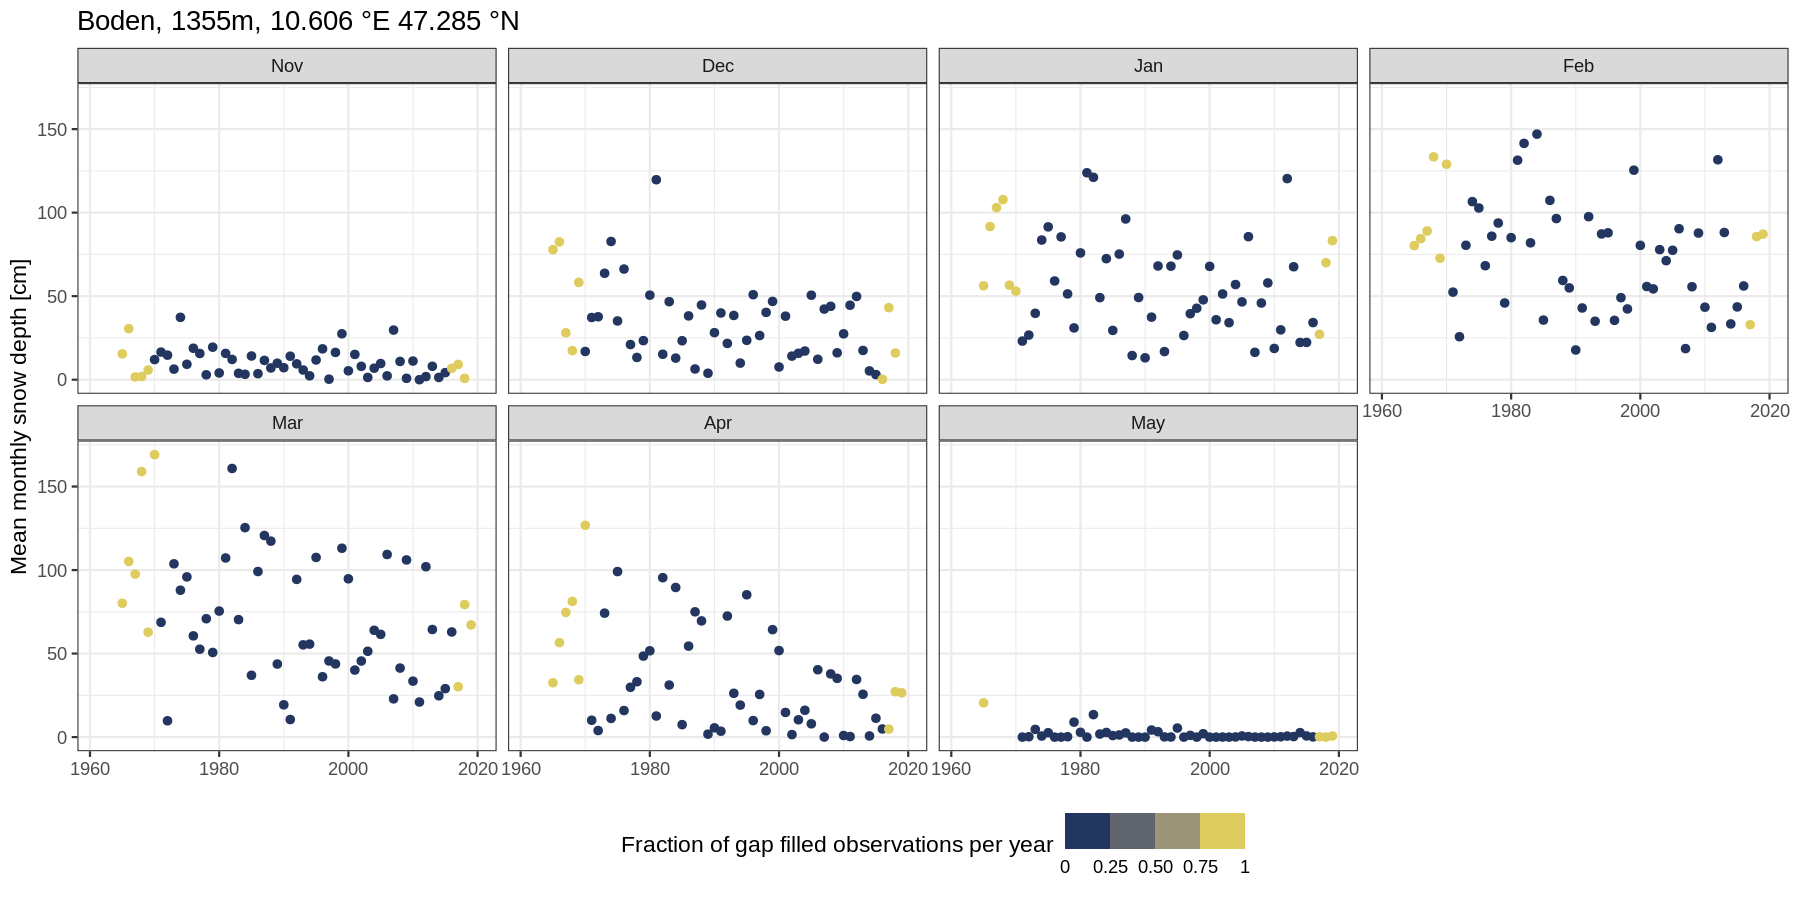 Boden, 1355m, 10.606 °E 47.285 °N
Nov
Dec
Jan
Feb
Mean monthly snow depth [cm]
150
100
50
0
1960 1980 2000 2020
Mar
Apr
May
150
100
50
0
1960 1980 2000 2020
1960 1980 2000 2020
1960 1980 2000 2020
Fraction of gap filled observations per year
0 0.25 0.50 0.75 1